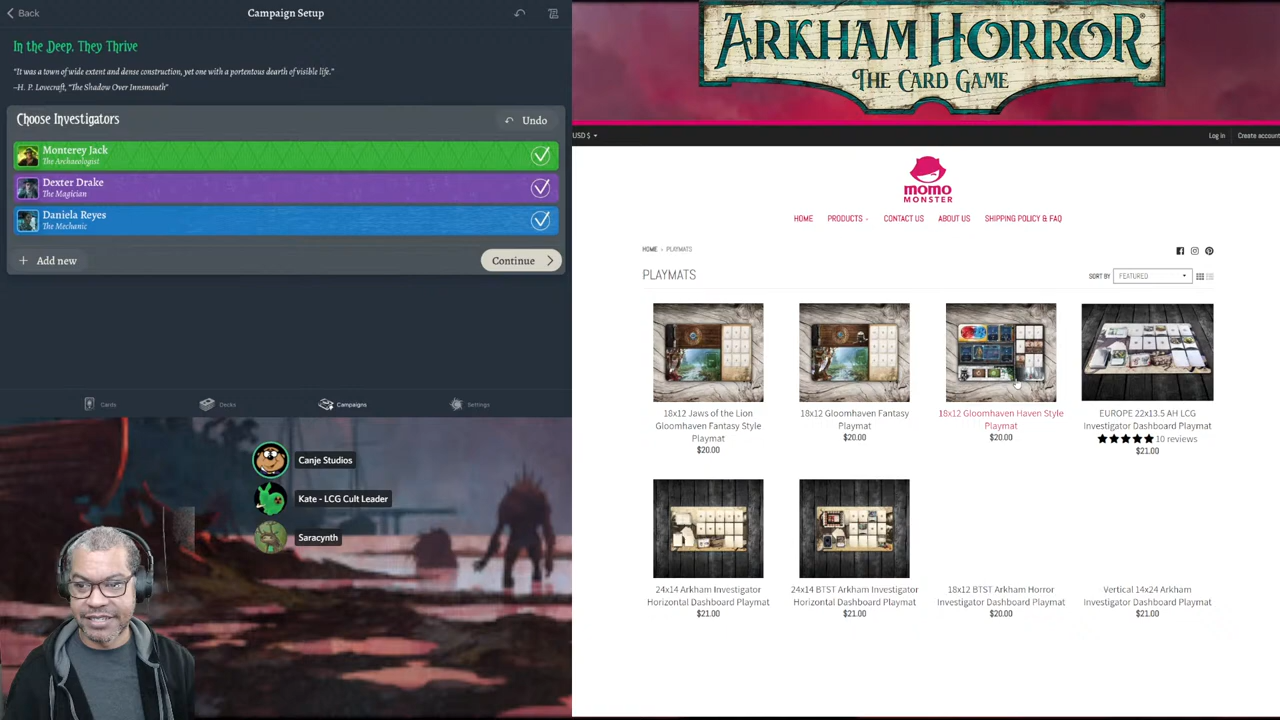 Back
Campaign Setup
In the Deep, They Thrive
"It was a town of wide extent and dense construction, yet one with a portentous dearth of visible life."
–H. P. Lovecraft, "The Shadow Over Innsmouth"
Choose Investigators
Undo
Monterey Jack
The Archaeologist
Dexter Drake
The Magician
Daniela Reyes
The Mechanic
+ Add new
Continue
Cards
Decks
Campaigns
Settings
Canje Studios
Kate - LCG Cult Leader
Saracynth
ARKHAM HORROR
THE CARD GAME
USD $
Log in
Create account
momo
MONSTER
HOME
PRODUCTS
CONTACT US
ABOUT US
SHIPPING POLICY & FAQ
HOME › PLAYMATS
PLAYMATS
SORT BY
FEATURED
18x12 Jaws of the Lion
Gloomhaven Fantasy Style
Playmat
$20.00
18x12 Gloomhaven Fantasy
Playmat
$20.00
18x12 Gloomhaven Haven Style
Playmat
$20.00
EUROPE 22x13.5 AH LCG
Investigator Dashboard Playmat
10 reviews
$21.00
24x14 Arkham Investigator
Horizontal Dashboard Playmat
$21.00
24x14 BTST Arkham Investigator
Horizontal Dashboard Playmat
$21.00
18x12 BTST Arkham Horror
Investigator Dashboard Playmat
$20.00
Vertical 14x24 Arkham
Investigator Dashboard Playmat
$21.00